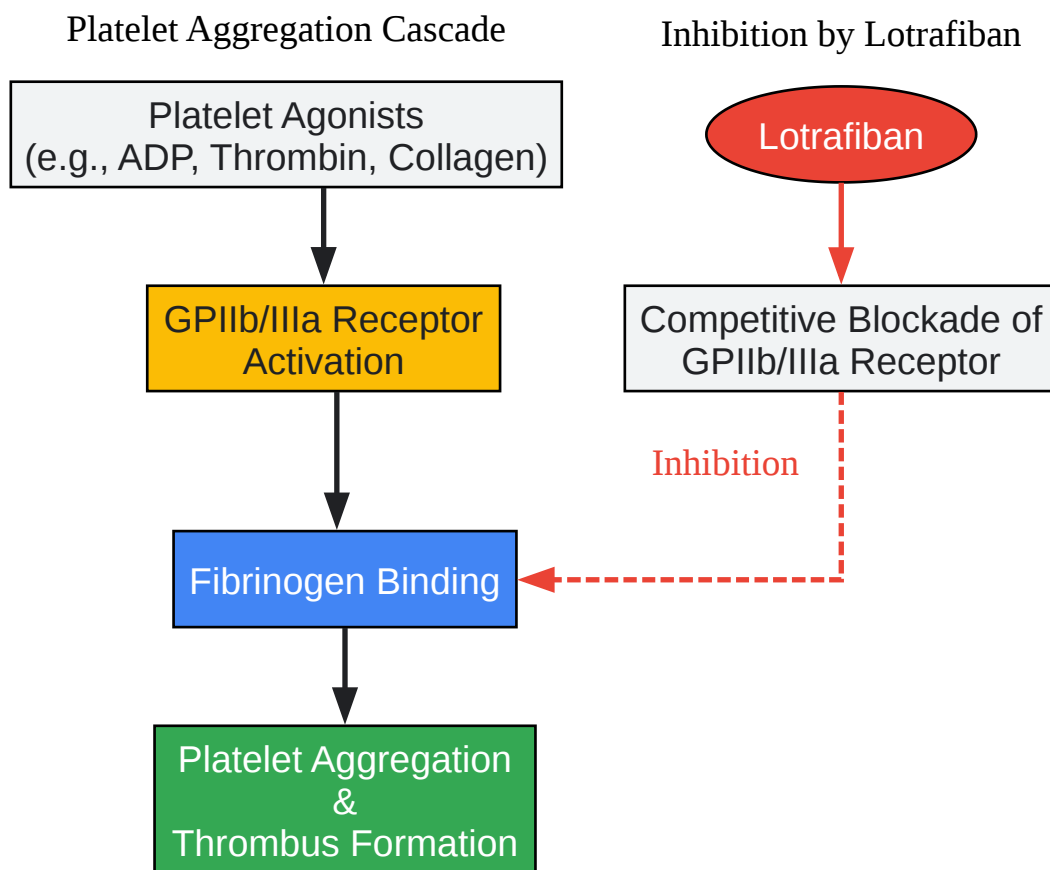 Platelet Aggregation Cascade
Platelet Agonists
(e.g., ADP, Thrombin, Collagen)
GPIIb/IIIa Receptor
Activation
Fibrinogen Binding
Platelet Aggregation
&
Thrombus Formation
Inhibition by Lotrafiban
Lotrafiban
Competitive Blockade of
GPIIb/IIIa Receptor
Inhibition